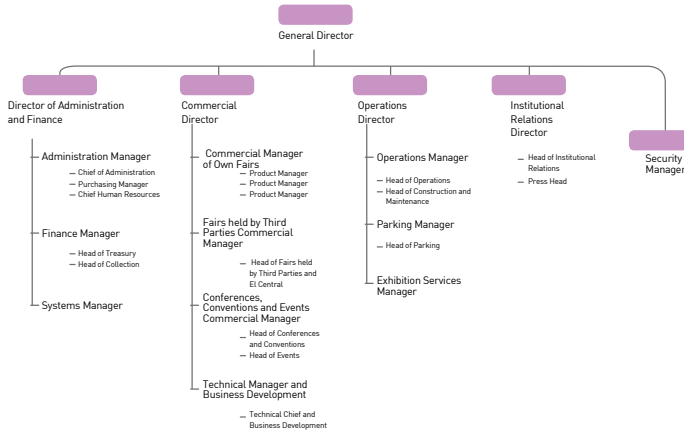 General Director
Director of Administration
and Finance
Administration Manager
Chief of Administration
Purchasing Manager
Chief Human Resources
Finance Manager
Head of Treasury
Head of Collection
Systems Manager
Commercial
Director
Commercial Manager
of Own Fairs
Product Manager
Product Manager
Product Manager
Fairs held by Third
Parties Commercial
Manager
Head of Fairs held
by Third Parties and
El Central
Conferences,
Conventions and Events
Commercial Manager
Head of Conferences
and Conventions
Head of Events
Technical Manager and
Business Development
Technical Chief and
Business Development
Operations
Director
Operations Manager
Head of Operations
Head of Construction and
Maintenance
Parking Manager
Head of Parking
Exhibition Services
Manager
Institutional
Relations
Director
Head of Institutional
Relations
Press Head
Security
Manager